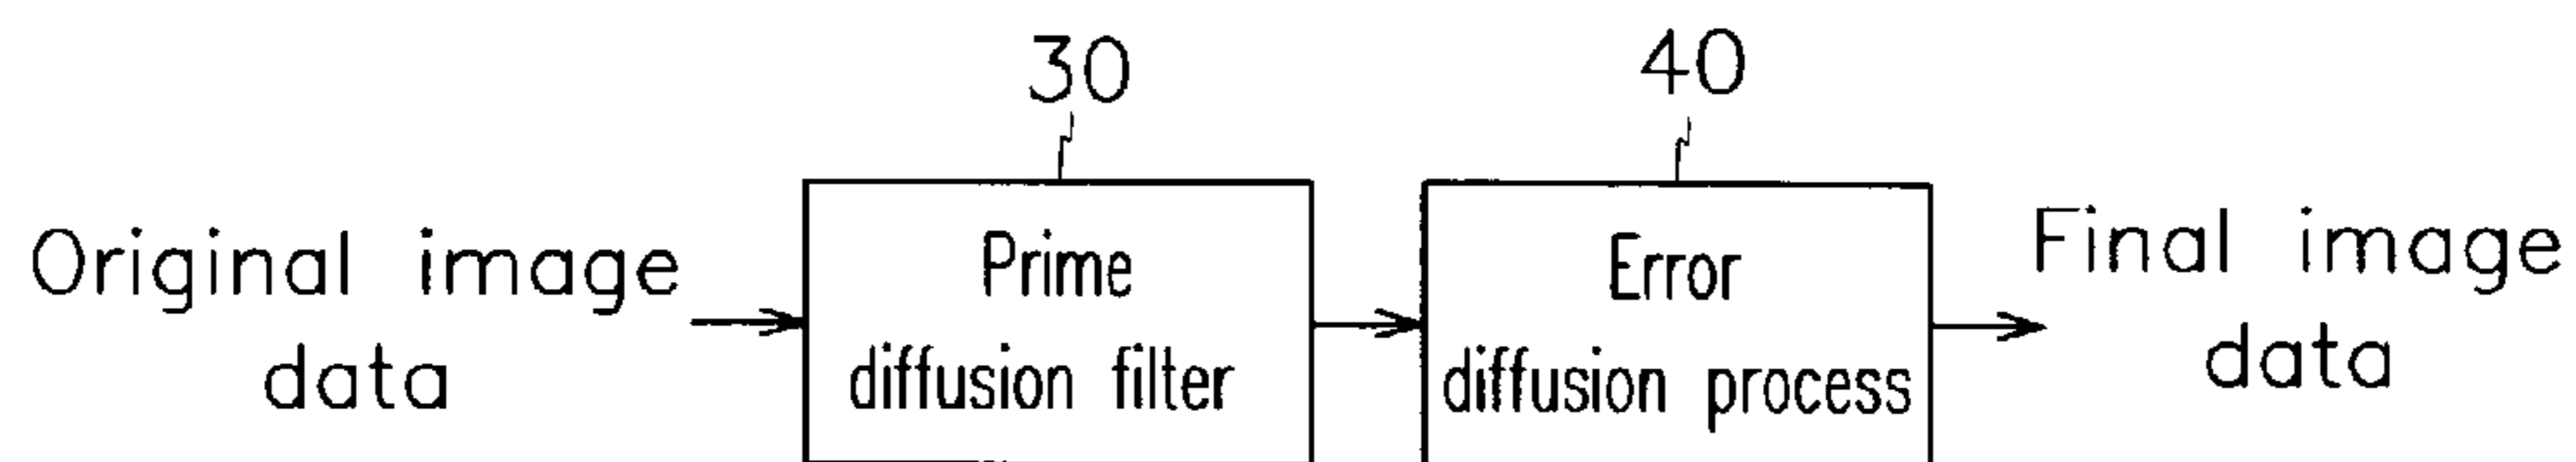 30
40
Original image
data
Prime
diffusion filter
Error
diffusion process
Final image
data